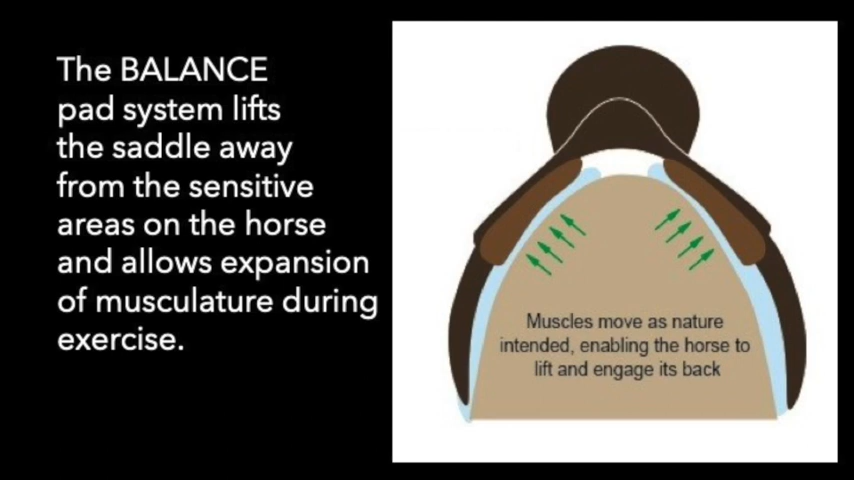 The BALANCE
pad system lifts
the saddle away
from the sensitive
areas on the horse
and allows expansion
of musculature during
exercise.
Muscles move as nature
intended, enabling the horse to
lift and engage its back